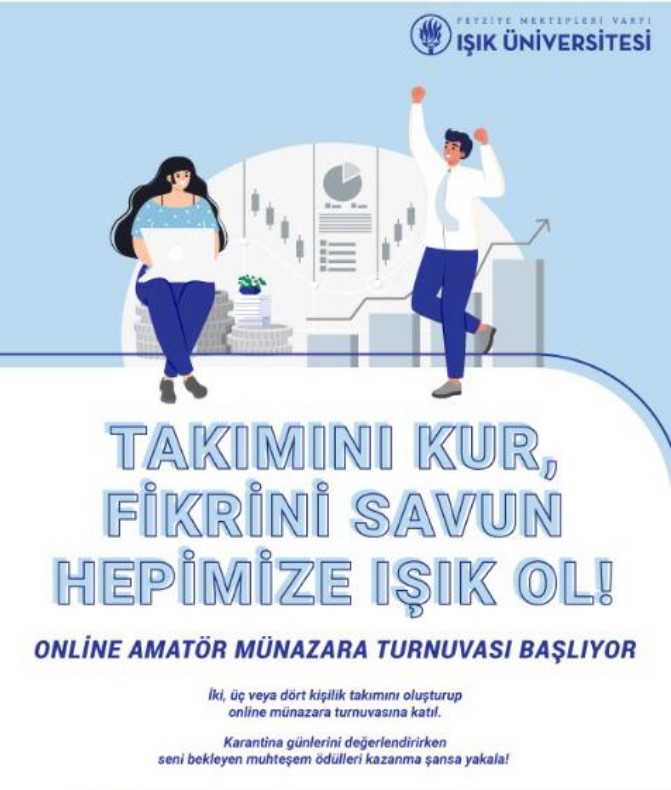 FEYZİYE MEKTEPLERİ VAKFI
IŞIK ÜNİVERSİTESİ
TAKIMINI KUR,
FİKRİNİ SAVUN
HEPİMİZE IŞIK OL!
ONLİNE AMATÖR MÜNAZARA TURNUVASI BAŞLIYOR
İki, üç veya dört kişilik takımını oluşturup
online münazara turnuvasına katıl.
Karantina günlerini değerlendirirken
seni bekleyen muhteşem ödülleri kazanma şansa yakala!